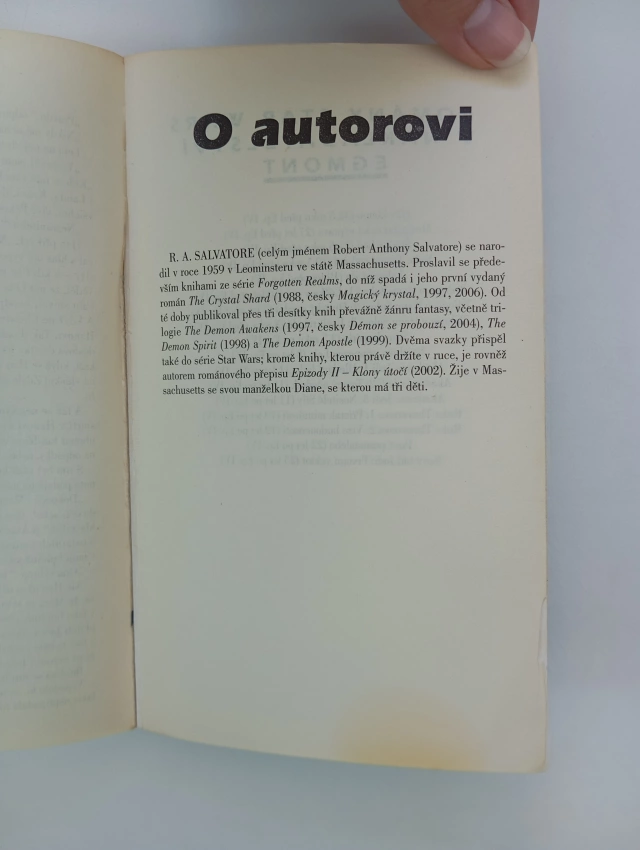 O autorovi
R. A. SALVATORE (celým jménem Robert Anthony Salvatore) se naro-
dil v roce 1959 v Leominsteru ve státě Massachusetts. Proslavil se přede-
vším knihami ze série Forgotten Realms, do níž spadá i jeho první vydaný
román The Crystal Shard (1988, česky Magický krystal, 1997, 2006). Od
té doby publikoval přes tři desítky knih převážně žánru fantasy, včetně tri-
logie The Demon Awakens (1997, česky Démon se probouzí, 2004), The
Demon Spirit (1998) a The Demon Apostle (1999). Dvěma svazky přispěl
také do série Star Wars; kromě knihy, kterou právě držíte v ruce, je rovněž
autorem románového přepisu Epizody II – Klony útočí (2002). Žije v Mas-
sachusetts se svou manželkou Diane, se kterou má tři děti.